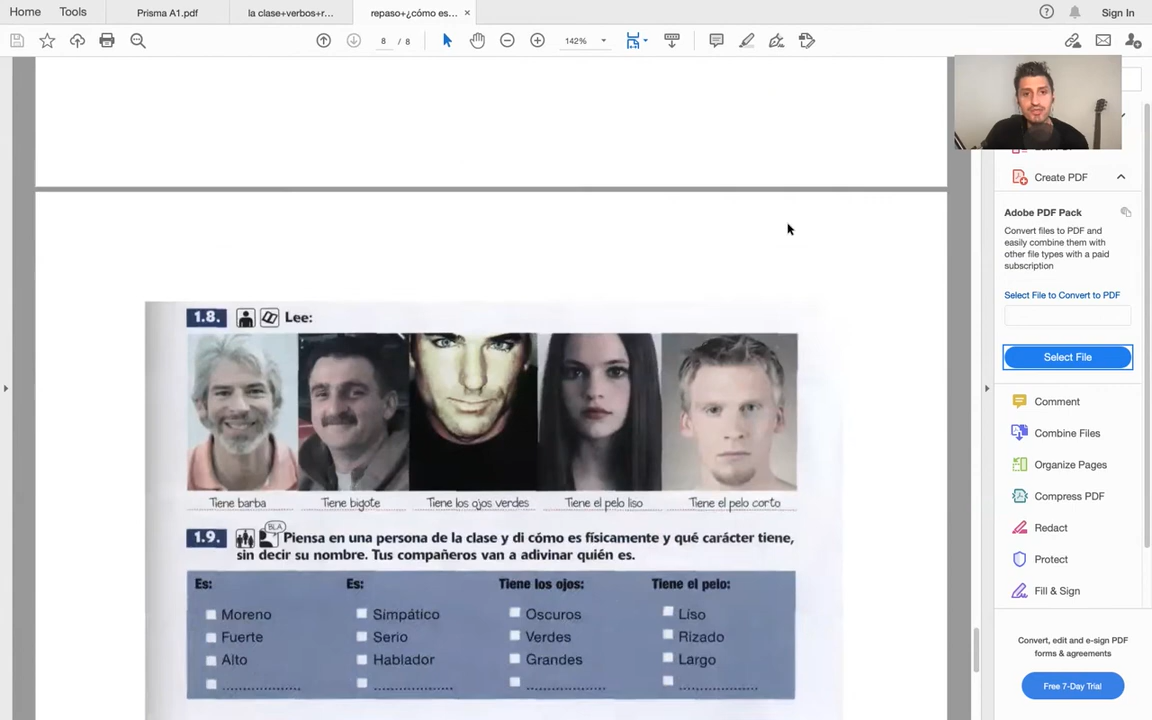 Home Tools Prisma A1.pdf la clase+verbos+r... repaso+¿cómo es... × ? Sign In
8 / 8 142%
Create PDF
Adobe PDF Pack
Convert files to PDF and
easily combine them with
other file types with a paid
subscription
Select File to Convert to PDF
Select File
Comment
Combine Files
Organize Pages
Compress PDF
Redact
Protect
Fill & Sign
Convert, edit and e-sign PDF
forms & agreements
Free 7-Day Trial
1.8. Lee:
Tiene barba Tiene bigote Tiene los ojos verdes Tiene el pelo liso Tiene el pelo corto
1.9. BLA Piensa en una persona de la clase y di cómo es físicamente y qué carácter tiene,
sin decir su nombre. Tus compañeros van a adivinar quién es.
Es: Es: Tiene los ojos: Tiene el pelo:
Moreno Simpático Oscuros Liso
Fuerte Serio Verdes Rizado
Alto Hablador Grandes Largo